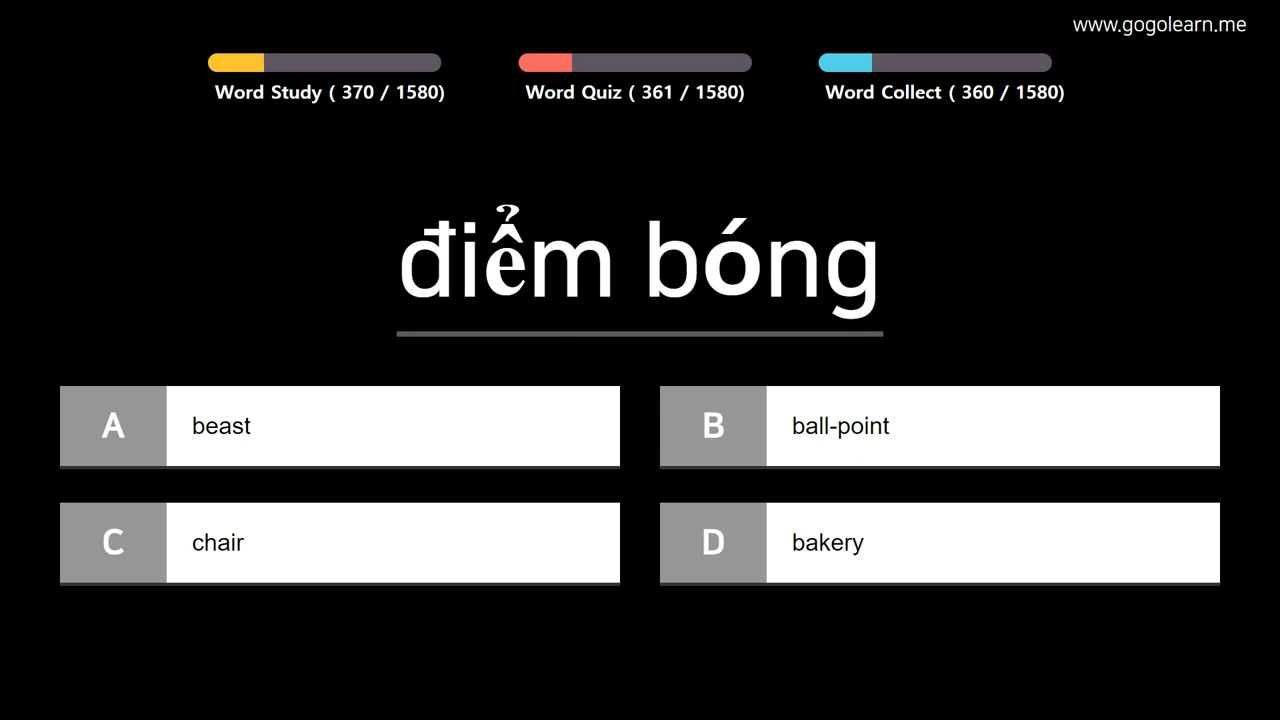 www.gogolearn.me
Word Study ( 370 / 1580)
Word Quiz ( 361 / 1580)
Word Collect ( 360 / 1580)
điểm bóng
A beast
B ball-point
C chair
D bakery